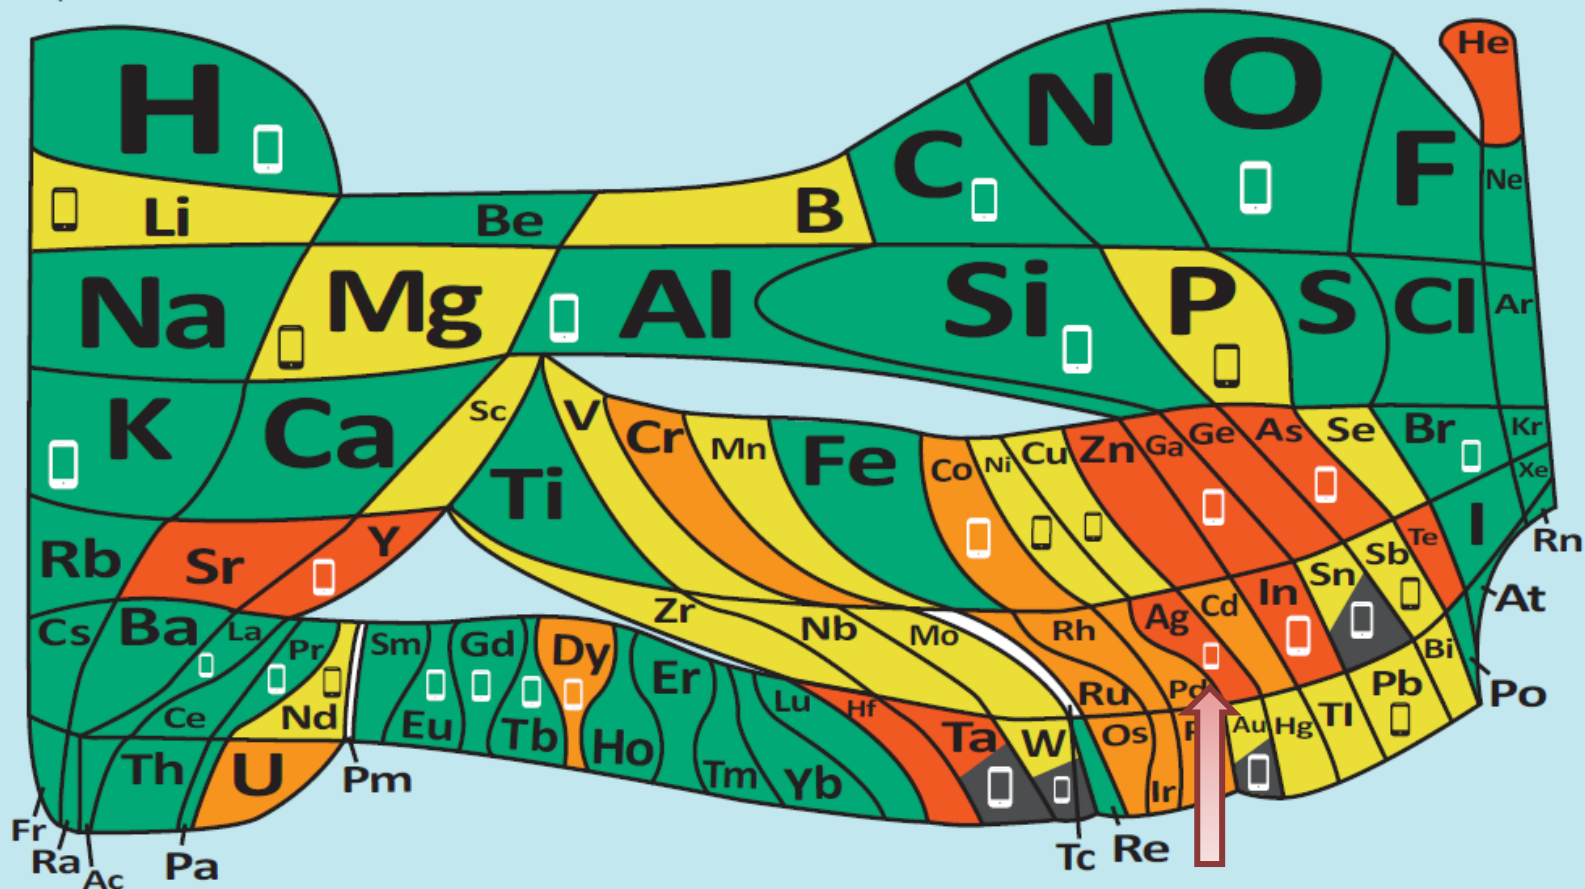 H
He
Li
Be
B
C
N
O
F
Ne
Na
Mg
Al
Si
P
S
Cl
Ar
K
Ca
Sc
Ti
V
Cr
Mn
Fe
Co
Ni
Cu
Zn
Ga
Ge
As
Se
Br
Kr
Rb
Sr
Y
Zr
Nb
Mo
Tc
Ru
Rh
Pd
Ag
Cd
In
Sn
Sb
Te
I
Xe
Cs
Ba
La
Ce
Pr
Nd
Pm
Sm
Eu
Gd
Tb
Dy
Ho
Er
Tm
Yb
Lu
Hf
Ta
W
Re
Os
Ir
Au
Hg
Tl
Pb
Bi
Po
At
Rn
Fr
Ra
Ac
Th
Pa
U